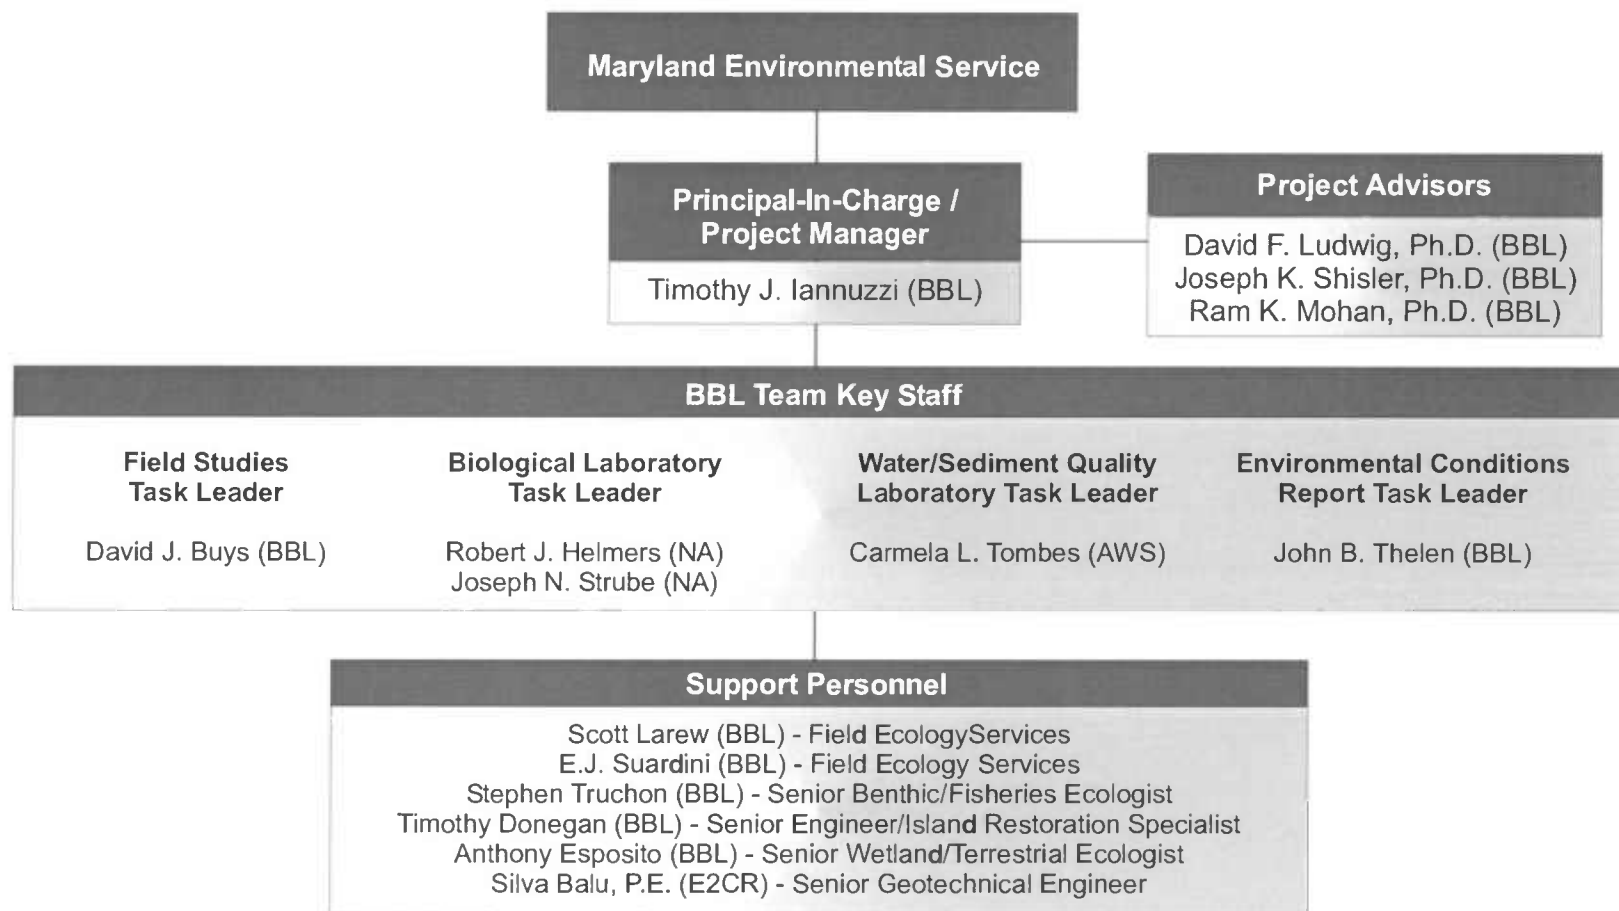 Maryland Environmental Service
Principal-In-Charge /
Project Manager
Timothy J. Iannuzzi (BBL)
Project Advisors
David F. Ludwig, Ph.D. (BBL)
Joseph K. Shisler, Ph.D. (BBL)
Ram K. Mohan, Ph.D. (BBL)
BBL Team Key Staff
Field Studies
Task Leader
David J. Buys (BBL)
Biological Laboratory
Task Leader
Robert J. Helmers (NA)
Joseph N. Strube (NA)
Water/Sediment Quality
Laboratory Task Leader
Carmela L. Tombes (AWS)
Environmental Conditions
Report Task Leader
John B. Thelen (BBL)
Support Personnel
Scott Larew (BBL) - Field EcologyServices
E.J. Suardini (BBL) - Field Ecology Services
Stephen Truchon (BBL) - Senior Benthic/Fisheries Ecologist
Timothy Donegan (BBL) - Senior Engineer/Island Restoration Specialist
Anthony Esposito (BBL) - Senior Wetland/Terrestrial Ecologist
Silva Balu, P.E. (E2CR) - Senior Geotechnical Engineer